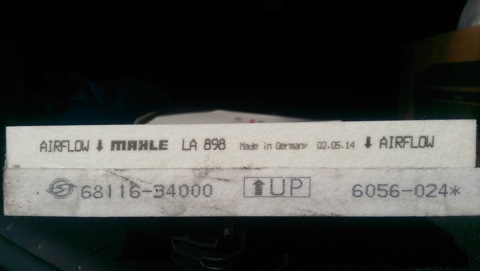 AIRFLOW ⬇ MAHLE LA 898 Made in Germany 02.05.14 ⬇ AIRFLOW
68116-34000 ⬆UP 6056-024*